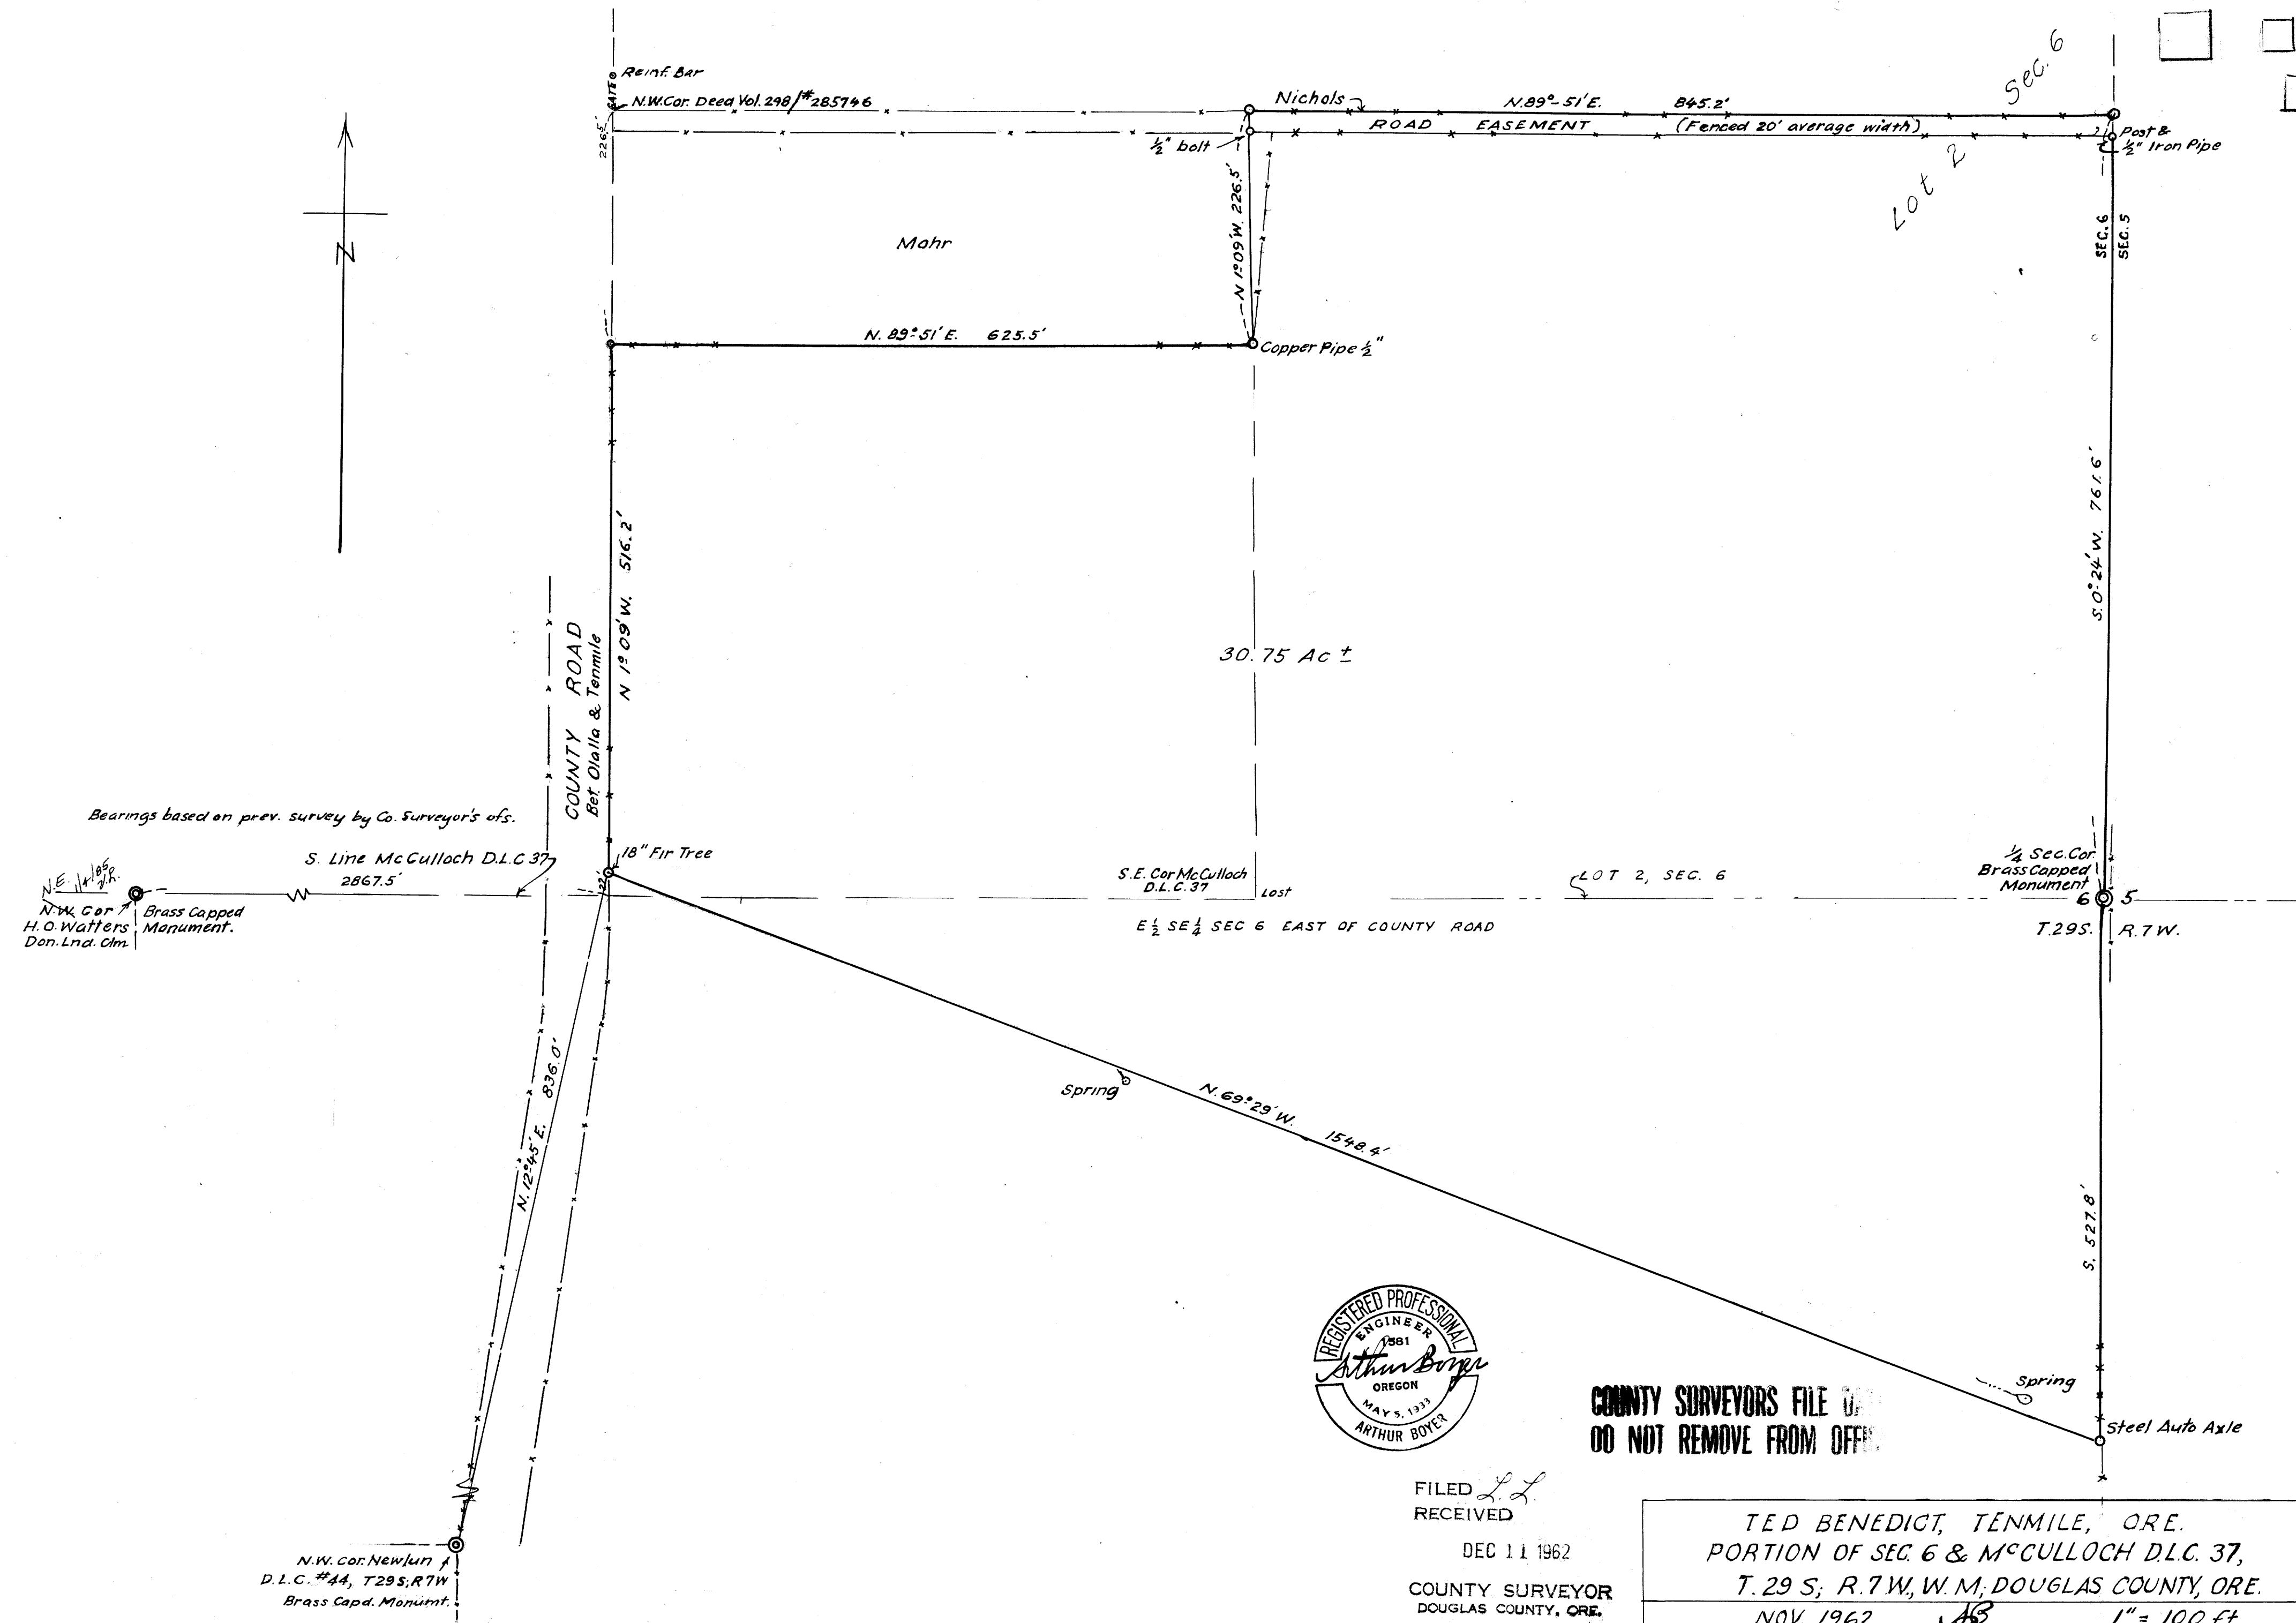 Sec. 6
Reinf. Bar
GATE
N.W.Cor. Deed Vol. 298/#285746
Nichols
N.89°-51'E. 845.2'
ROAD EASEMENT (Fenced 20' average width)
226.5'
½" bolt
Post &
½" Iron Pipe
Lot 2
N 1°09'W. 226.5'
SEC. 6
SEC. 5
N
Mohr
N. 89°-51'E. 625.5'
Copper Pipe ½"
S. 0°-24'W. 761.6'
N 1°09'W. 516.2'
COUNTY ROAD
Bet. Olalla & Tenmile
30.75 Ac ±
Bearings based on prev. survey by Co. Surveyor's ofs.
S. Line McCulloch D.L.C 37
2867.5'
18" Fir Tree
22'
N.E.
N.W. Cor
H.O. Watters
Don. Lnd. Clm
Brass Capped
Monument.
S.E. Cor McCulloch
D.L.C. 37
Lost
LOT 2, SEC. 6
¼ Sec. Cor.
Brass Capped
Monument
6 5
T.29S. R.7W.
E½ SE¼ SEC 6 EAST OF COUNTY ROAD
N. 12°-45'E. 836.0'
Spring
N. 69°29'W. 1548.4'
S. 527.8'
Spring
Steel Auto Axle
REGISTERED PROFESSIONAL
ENGINEER
1581
Arthur Boyer
OREGON
MAY 5, 1933
ARTHUR BOYER
COUNTY SURVEYORS FILE
DO NOT REMOVE FROM
FILED L.L.
RECEIVED
DEC 11 1962
COUNTY SURVEYOR
DOUGLAS COUNTY, ORE.
N.W. cor. Newlun
D.L.C. #44, T29S; R7W
Brass Capd. Monumt.
TED BENEDICT, TENMILE, ORE.
PORTION OF SEC. 6 & McCULLOCH D.L.C. 37,
T. 29 S; R. 7 W., W. M; DOUGLAS COUNTY, ORE.
NOV. 1962 AB 1" = 100 ft